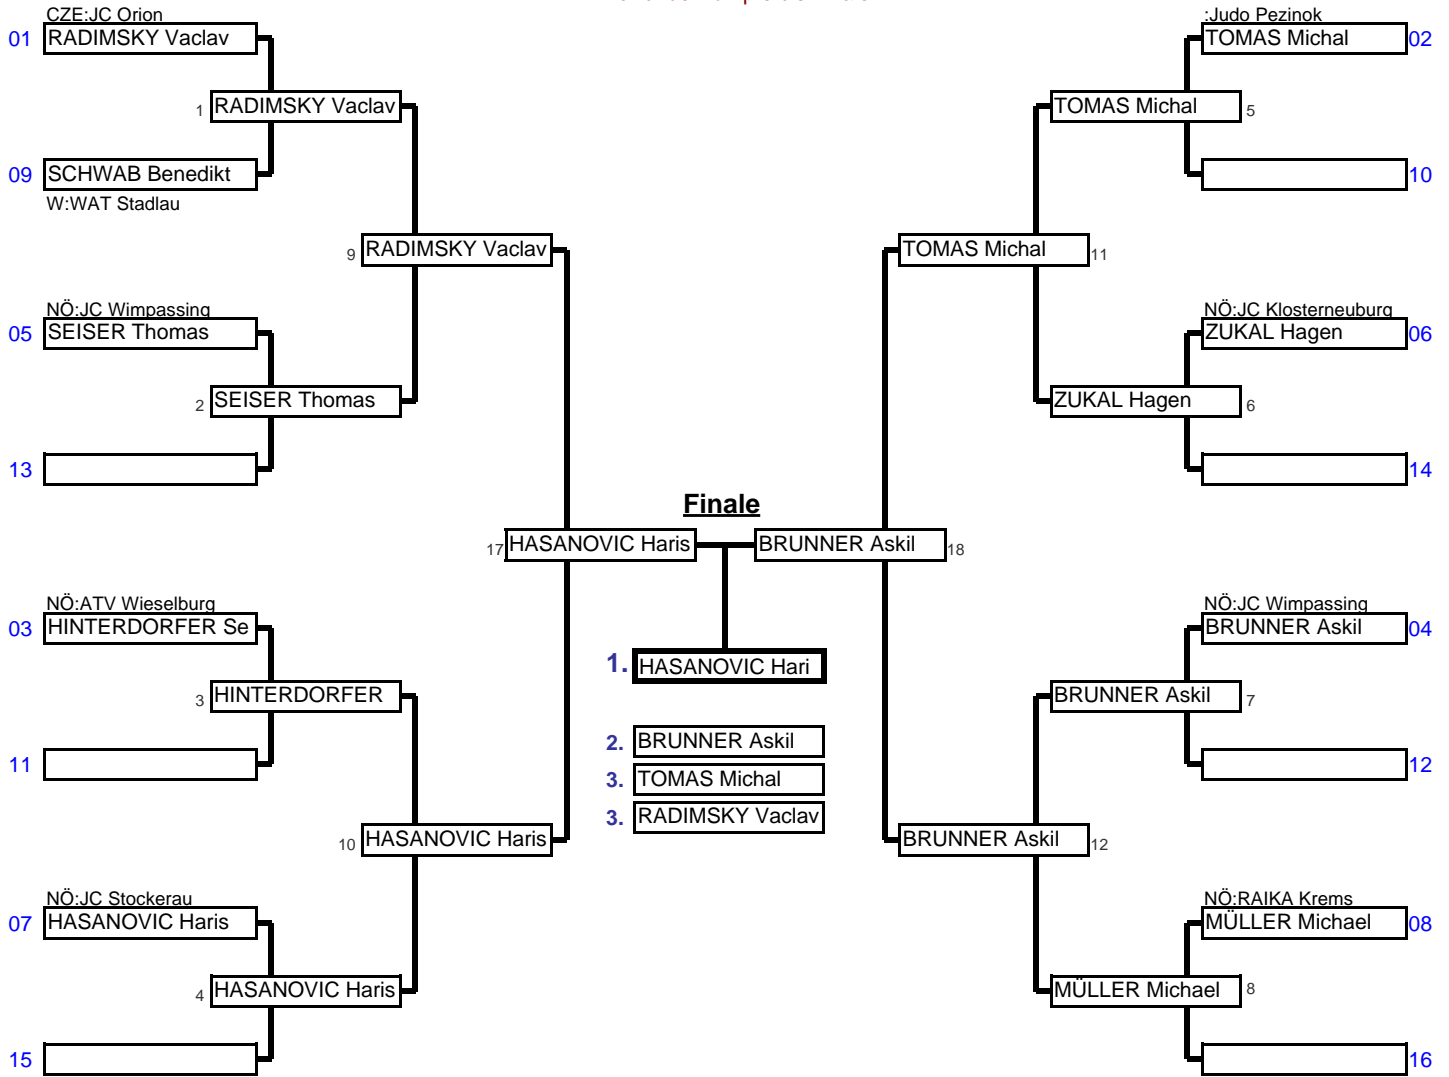 CZE:JC Orion
01 RADIMSKY Vaclav
1 RADIMSKY Vaclav
09 SCHWAB Benedikt
W:WAT Stadlau
9 RADIMSKY Vaclav
NÖ:JC Wimpassing
05 SEISER Thomas
2 SEISER Thomas
13
17 HASANOVIC Haris
NÖ:ATV Wieselburg
03 HINTERDORFER Se
3 HINTERDORFER
11
10 HASANOVIC Haris
NÖ:JC Stockerau
07 HASANOVIC Haris
4 HASANOVIC Haris
15
Finale
1. HASANOVIC Hari
2. BRUNNER Askil
3. TOMAS Michal
3. RADIMSKY Vaclav
:Judo Pezinok
TOMAS Michal 02
TOMAS Michal 5
10
TOMAS Michal 11
NÖ:JC Klosterneuburg
ZUKAL Hagen 06
ZUKAL Hagen 6
14
BRUNNER Askil 18
NÖ:JC Wimpassing
BRUNNER Askil 04
BRUNNER Askil 7
12
BRUNNER Askil 12
NÖ:RAIKA Krems
MÜLLER Michael 08
MÜLLER Michael 8
16